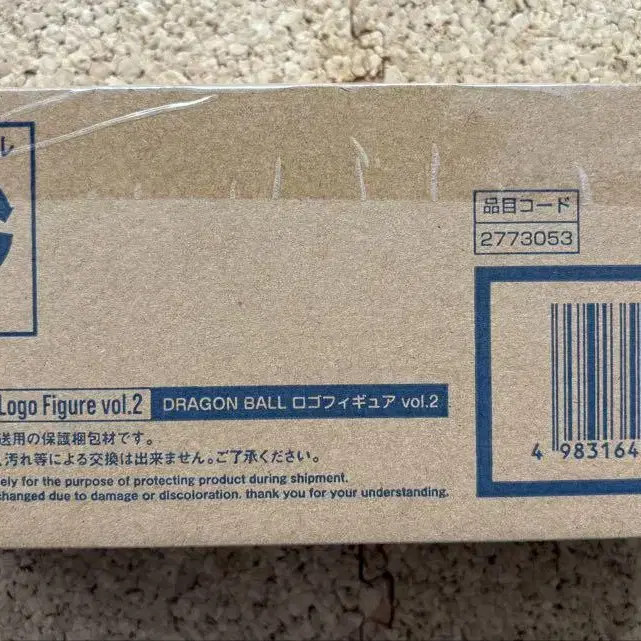 ル
品目コード
2773053
Logo Figure vol.2 DRAGON BALL ロゴフィギュア vol.2
送用の保護梱包材です。
汚れ等による交換は出来ません。ご了承ください。
ely for the purpose of protecting product during shipment.
changed due to damage or discoloration. thank you for your understanding.
4 983164